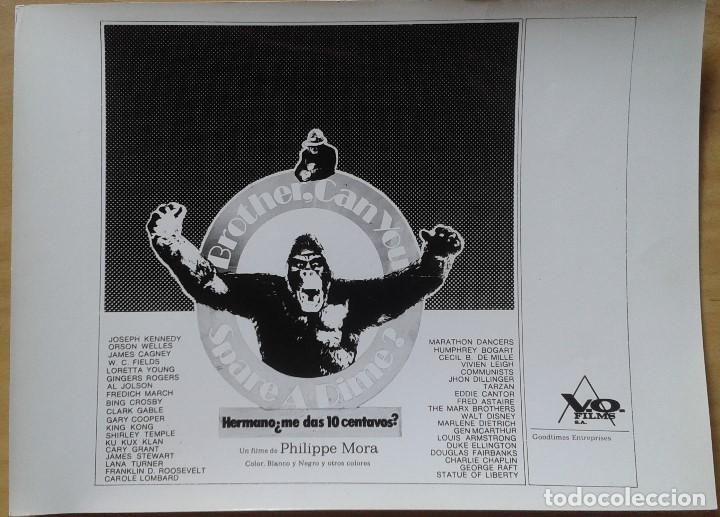 Brother, Can You
Spare A Dime?
Hermano¿me das 10 centavos?
Un filme de Philippe Mora
Color, Blanco y Negro y otros colores
JOSEPH KENNEDY
ORSON WELLES
JAMES CAGNEY
W. C. FIELDS
LORETTA YOUNG
GINGERS ROGERS
AL JOLSON
FREDICH MARCH
BING CROSBY
CLARK GABLE
GARY COOPER
KING KONG
SHIRLEY TEMPLE
KU KUX KLAN
CARY GRANT
JAMES STEWART
LANA TURNER
FRANKLIN D. ROOSEVELT
CAROLE LOMBARD
MARATHON DANCERS
HUMPHREY BOGART
CECIL B. DE MILLE
VIVIEN LEIGH
COMMUNISTS
JHON DILLINGER
TARZAN
EDDIE CANTOR
FRED ASTAIRE
THE MARX BROTHERS
WALT DISNEY
MARLENE DIETRICH
GEN MCARTHUR
LOUIS ARMSTRONG
DUKE ELLINGTON
DOUGLAS FAIRBANKS
CHARLIE CHAPLIN
GEORGE RAFT
STATUE OF LIBERTY
V.O.
FILMS
S.A.
Goodtimes Entreprises
todocoleccion